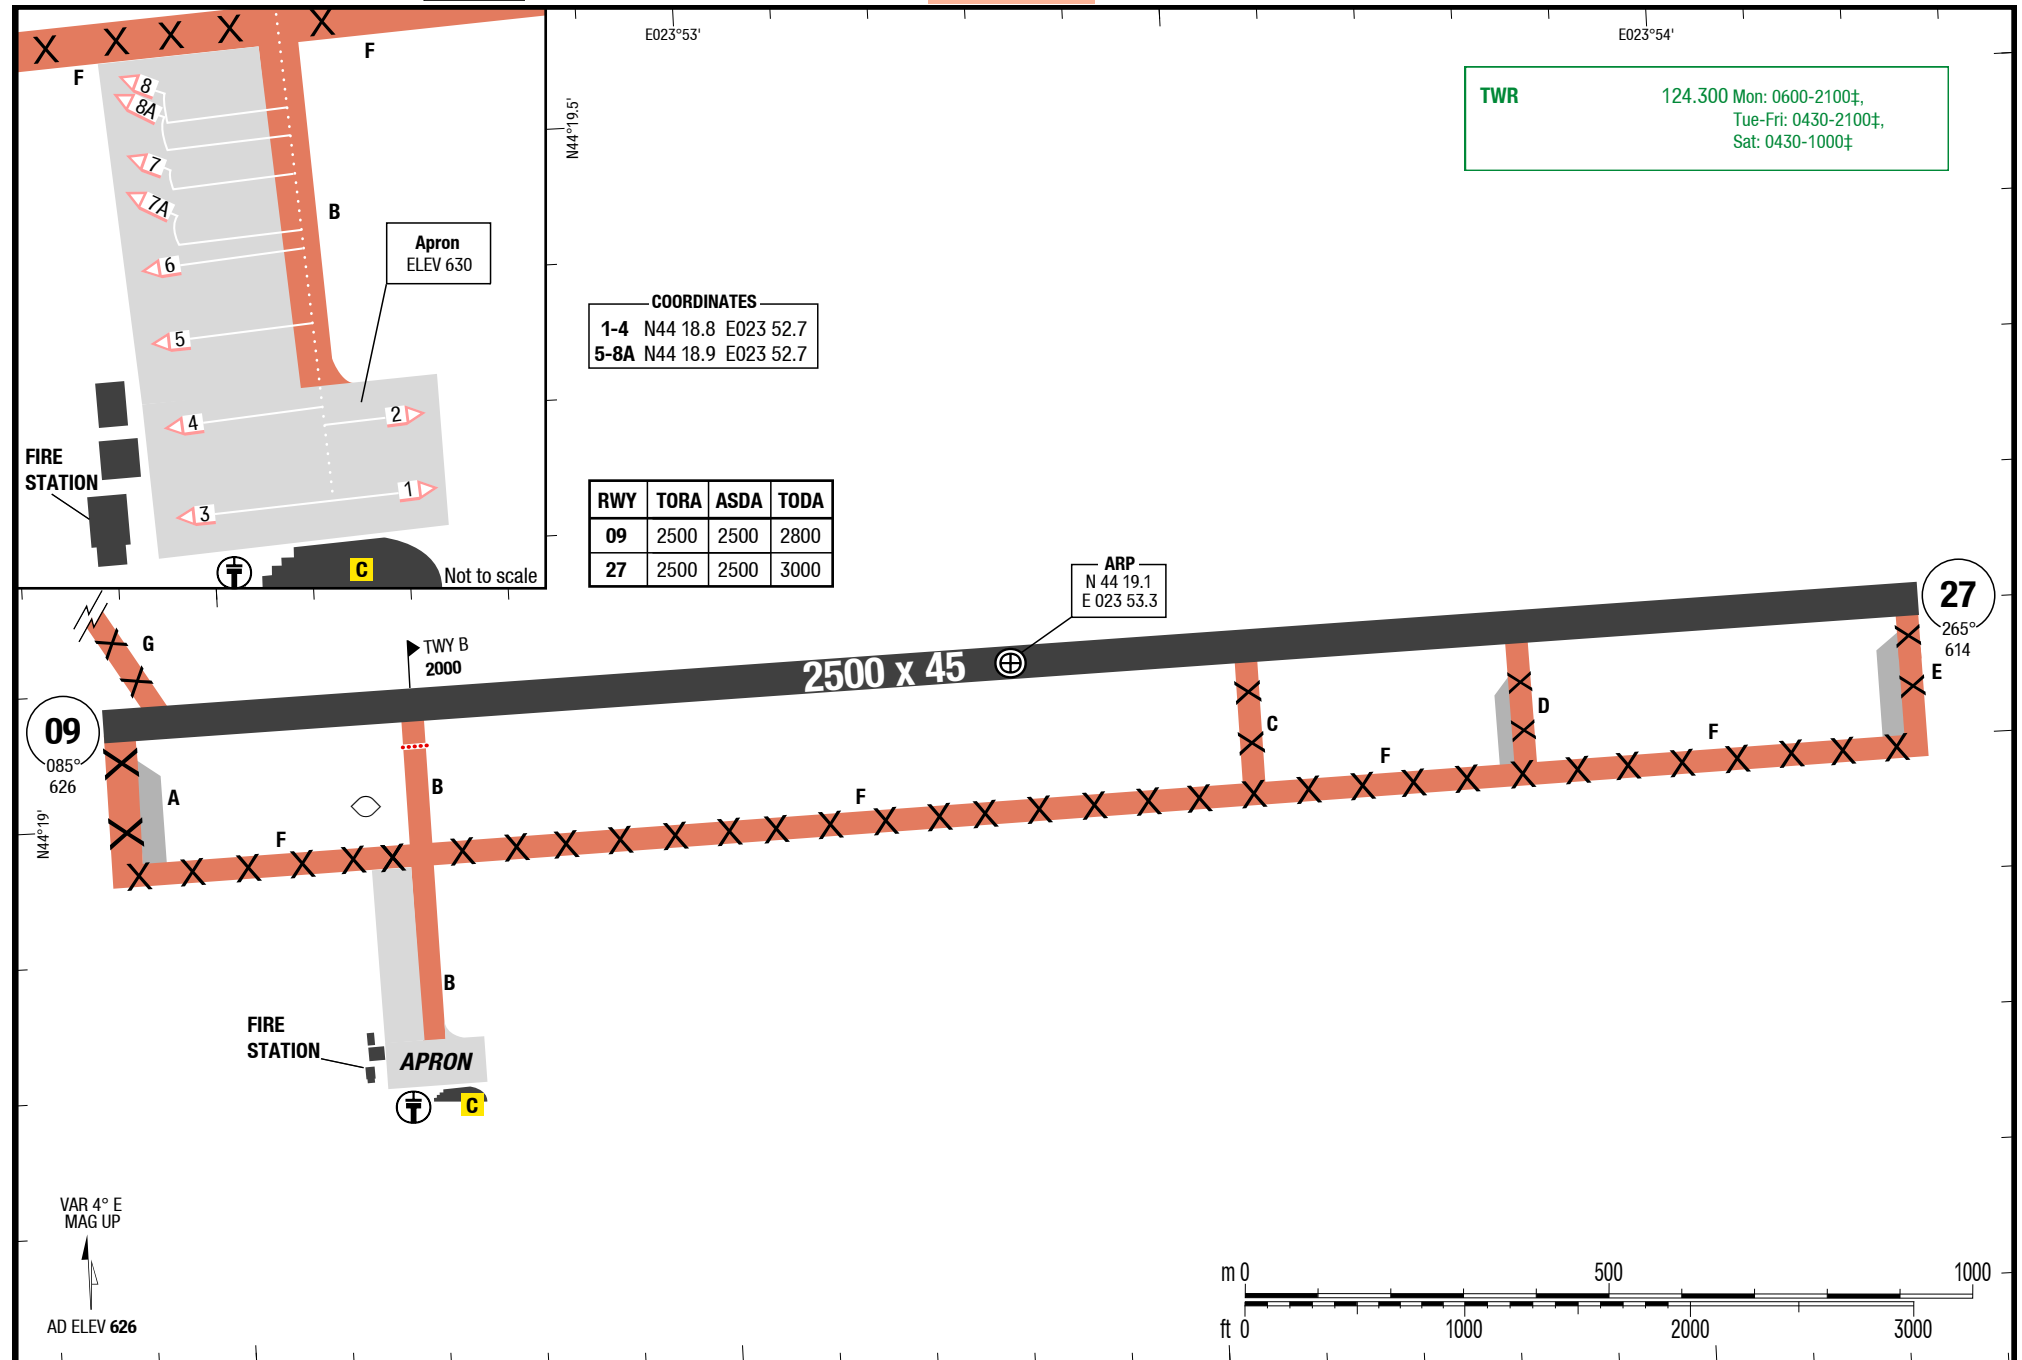 E023°53'
E023°54'
N44°19.5'
F
F
8
8A
7
7A
6
5
4
3
2
1
B
Apron
ELEV 630
FIRE
STATION
C
Not to scale
TWR 124.300 Mon: 0600-2100‡,
Tue-Fri: 0430-2100‡,
Sat: 0430-1000‡
COORDINATES
1-4 N44 18.8 E023 52.7
5-8A N44 18.9 E023 52.7
RWY TORA ASDA TODA
09 2500 2500 2800
27 2500 2500 3000
ARP
N 44 19.1
E 023 53.3
27
265°
614
G
TWY B
2000
2500 x 45
09
085°
626
N44°19'
A
B
C
D
E
F
F
F
F
B
FIRE
STATION
APRON
C
VAR 4° E
MAG UP
AD ELEV 626
m 0 500 1000
ft 0 1000 2000 3000